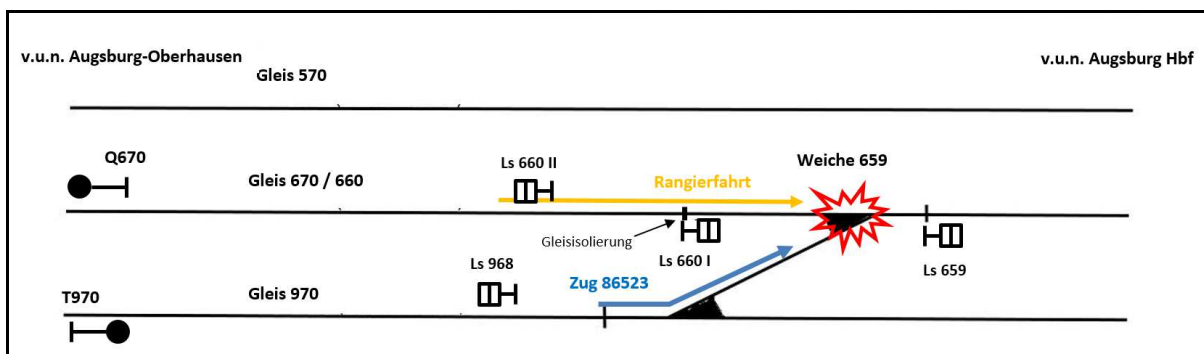 v.u.n. Augsburg-Oberhausen
v.u.n. Augsburg Hbf
Gleis 570
Q670
Gleis 670 / 660
Ls 660 II
Rangierfahrt
Weiche 659
Gleisisolierung
Ls 660 I
Ls 659
T970
Gleis 970
Ls 968
Zug 86523